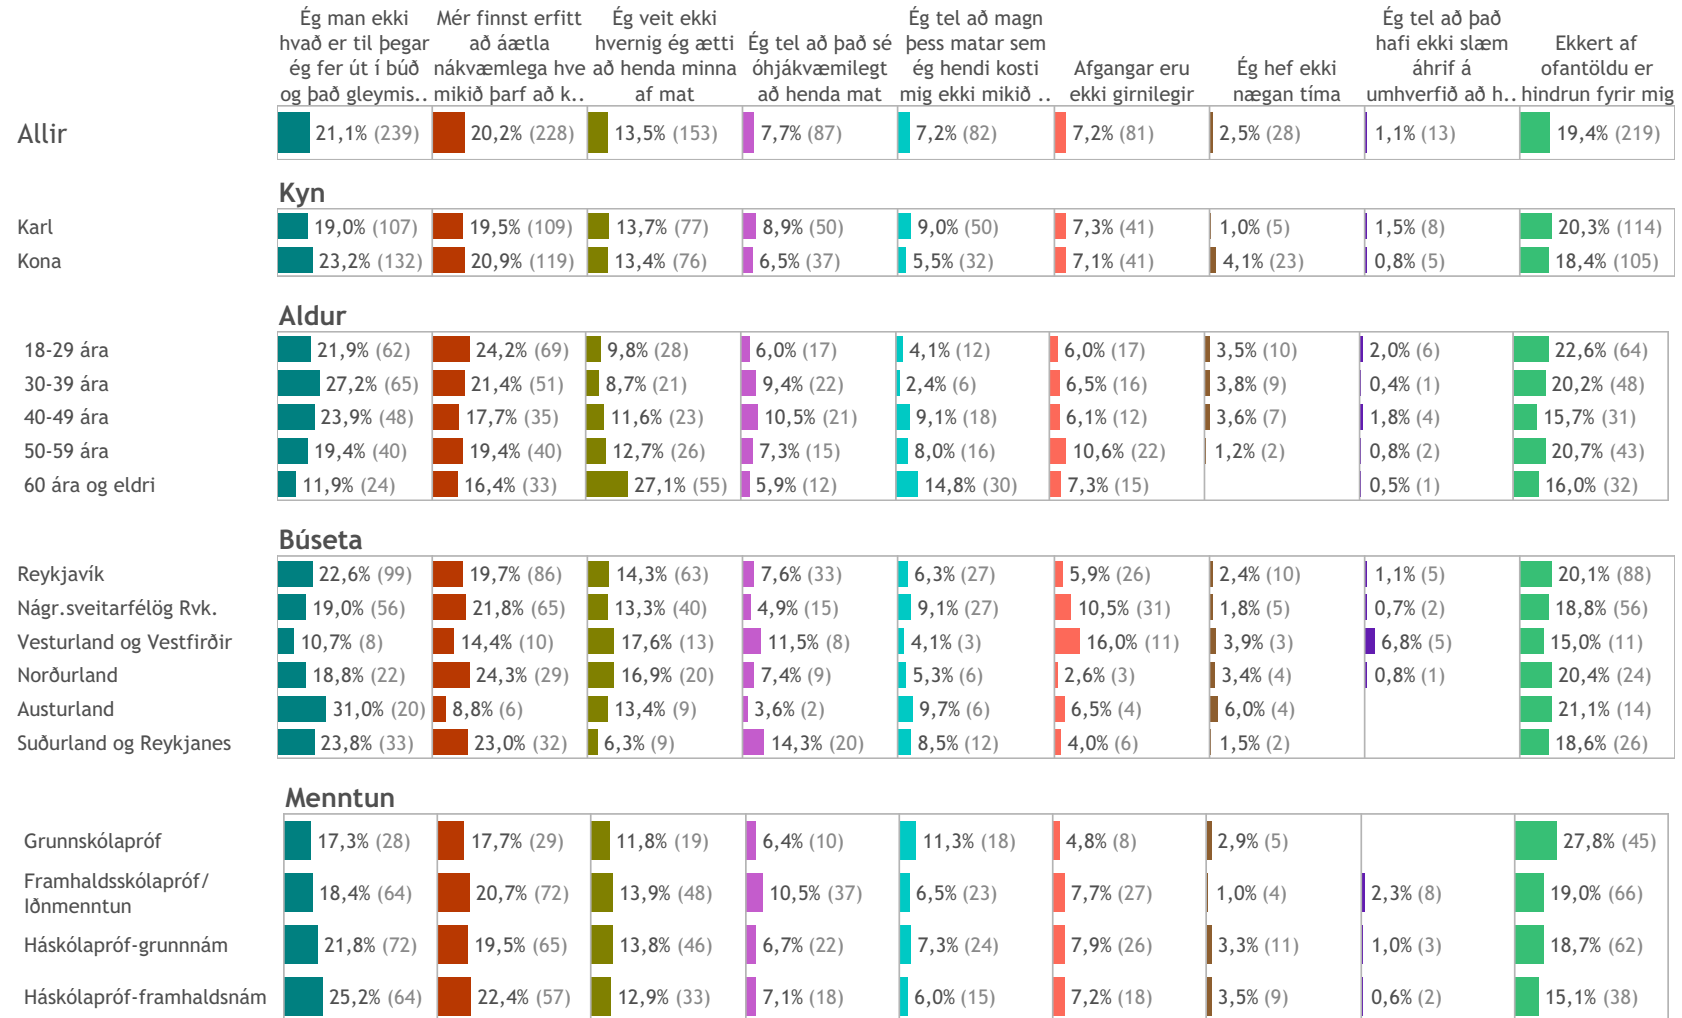 Ég man ekki
hvað er til þegar
ég fer út í búð
og það gleymis..
Mér finnst erfitt
að áætla
nákvæmlega hve
mikið þarf að k..
Ég veit ekki
hvernig ég ætti
að henda minna
af mat
Ég tel að það sé
óhjákvæmilegt
að henda mat
Ég tel að magn
þess matar sem
ég hendi kosti
mig ekki mikið ..
Afgangar eru
ekki girnilegir
Ég hef ekki
nægan tíma
Ég tel að það
hafi ekki slæm
áhrif á
umhverfið að h..
Ekkert af
ofantöldu er
hindrun fyrir mig
Allir 21,1% (239) 20,2% (228) 13,5% (153) 7,7% (87) 7,2% (82) 7,2% (81) 2,5% (28) 1,1% (13) 19,4% (219)
Kyn
Karl 19,0% (107) 19,5% (109) 13,7% (77) 8,9% (50) 9,0% (50) 7,3% (41) 1,0% (5) 1,5% (8) 20,3% (114)
Kona 23,2% (132) 20,9% (119) 13,4% (76) 6,5% (37) 5,5% (32) 7,1% (41) 4,1% (23) 0,8% (5) 18,4% (105)
Aldur
18-29 ára 21,9% (62) 24,2% (69) 9,8% (28) 6,0% (17) 4,1% (12) 6,0% (17) 3,5% (10) 2,0% (6) 22,6% (64)
30-39 ára 27,2% (65) 21,4% (51) 8,7% (21) 9,4% (22) 2,4% (6) 6,5% (16) 3,8% (9) 0,4% (1) 20,2% (48)
40-49 ára 23,9% (48) 17,7% (35) 11,6% (23) 10,5% (21) 9,1% (18) 6,1% (12) 3,6% (7) 1,8% (4) 15,7% (31)
50-59 ára 19,4% (40) 19,4% (40) 12,7% (26) 7,3% (15) 8,0% (16) 10,6% (22) 1,2% (2) 0,8% (2) 20,7% (43)
60 ára og eldri 11,9% (24) 16,4% (33) 27,1% (55) 5,9% (12) 14,8% (30) 7,3% (15) 0,5% (1) 16,0% (32)
Búseta
Reykjavík 22,6% (99) 19,7% (86) 14,3% (63) 7,6% (33) 6,3% (27) 5,9% (26) 2,4% (10) 1,1% (5) 20,1% (88)
Nágr.sveitarfélög Rvk. 19,0% (56) 21,8% (65) 13,3% (40) 4,9% (15) 9,1% (27) 10,5% (31) 1,8% (5) 0,7% (2) 18,8% (56)
Vesturland og Vestfirðir 10,7% (8) 14,4% (10) 17,6% (13) 11,5% (8) 4,1% (3) 16,0% (11) 3,9% (3) 6,8% (5) 15,0% (11)
Norðurland 18,8% (22) 24,3% (29) 16,9% (20) 7,4% (9) 5,3% (6) 2,6% (3) 3,4% (4) 0,8% (1) 20,4% (24)
Austurland 31,0% (20) 8,8% (6) 13,4% (9) 3,6% (2) 9,7% (6) 6,5% (4) 6,0% (4) 21,1% (14)
Suðurland og Reykjanes 23,8% (33) 23,0% (32) 6,3% (9) 14,3% (20) 8,5% (12) 4,0% (6) 1,5% (2) 18,6% (26)
Menntun
Grunnskólapróf 17,3% (28) 17,7% (29) 11,8% (19) 6,4% (10) 11,3% (18) 4,8% (8) 2,9% (5) 27,8% (45)
Framhaldsskólapróf/
Iðnmenntun 18,4% (64) 20,7% (72) 13,9% (48) 10,5% (37) 6,5% (23) 7,7% (27) 1,0% (4) 2,3% (8) 19,0% (66)
Háskólapróf-grunnnám 21,8% (72) 19,5% (65) 13,8% (46) 6,7% (22) 7,3% (24) 7,9% (26) 3,3% (11) 1,0% (3) 18,7% (62)
Háskólapróf-framhaldsnám 25,2% (64) 22,4% (57) 12,9% (33) 7,1% (18) 6,0% (15) 7,2% (18) 3,5% (9) 0,6% (2) 15,1% (38)